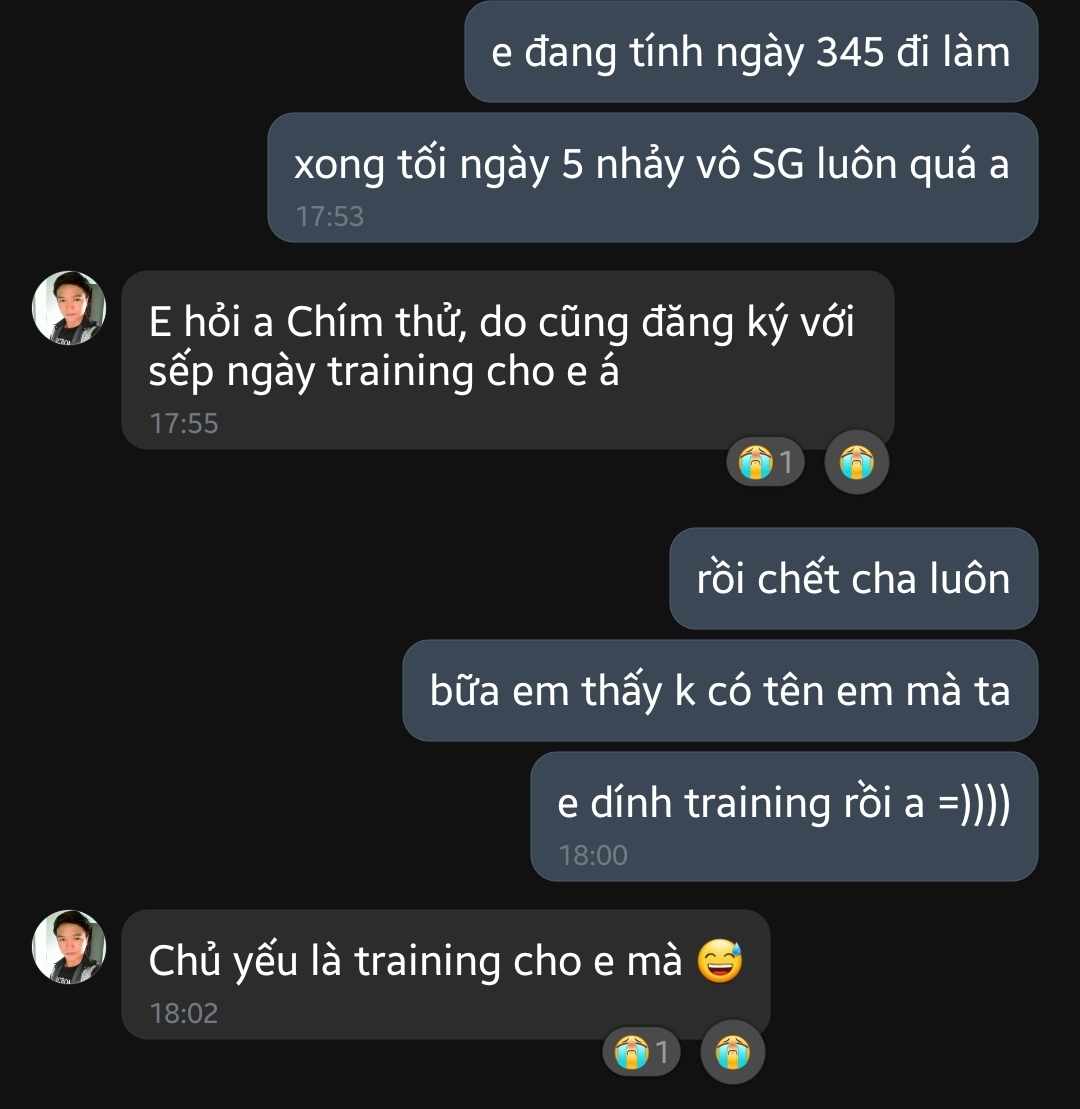 e đang tính ngày 345 đi làm
xong tối ngày 5 nhảy vô SG luôn quá a
17:53
E hỏi a Chím thử, do cũng đăng ký với
sếp ngày training cho e á
17:55
1
rồi chết cha luôn
bữa em thấy k có tên em mà ta
e dính training rồi a =))))
18:00
Chủ yếu là training cho e mà 😅
18:02
1